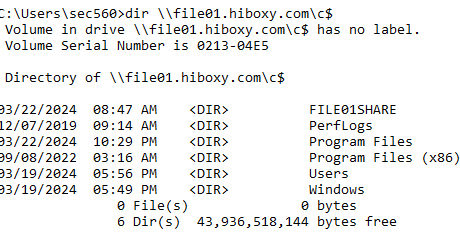 C:\Users\sec560>dir \\file01.hiboxy.com\c$
 Volume in drive \\file01.hiboxy.com\c$ has no label.
 Volume Serial Number is 0213-04E5

 Directory of \\file01.hiboxy.com\c$

03/22/2024  08:47 AM    <DIR>          FILE01SHARE
12/07/2019  09:14 AM    <DIR>          PerfLogs
03/22/2024  10:29 PM    <DIR>          Program Files
09/08/2022  03:16 AM    <DIR>          Program Files (x86)
03/19/2024  05:56 PM    <DIR>          Users
03/19/2024  05:49 PM    <DIR>          Windows
               0 File(s)              0 bytes
               6 Dir(s)  43,936,518,144 bytes free